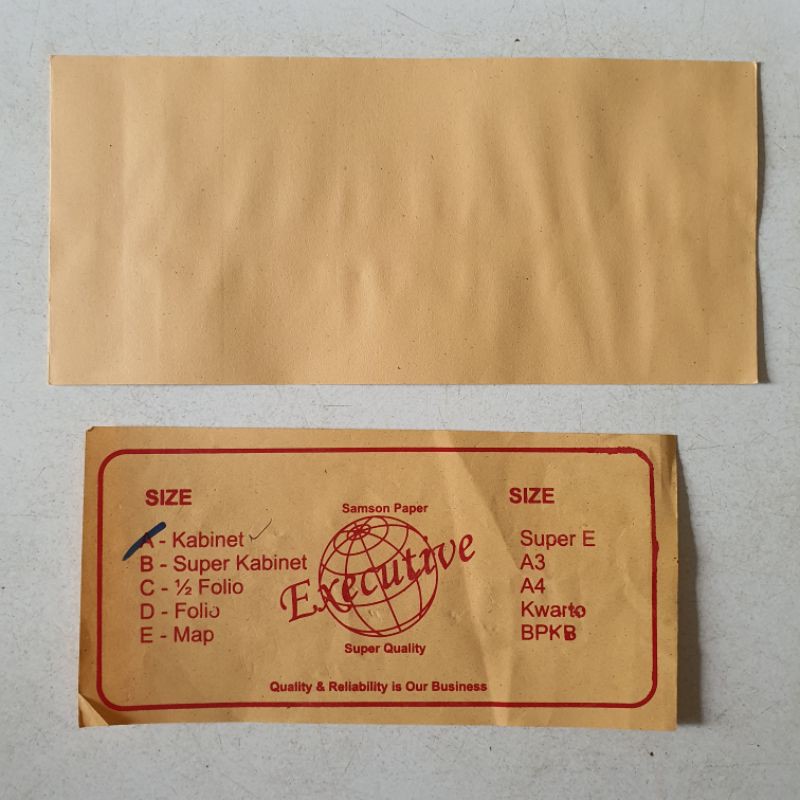 SIZE
A - Kabinet
B - Super Kabinet
C - ½ Folio
D - Folio
E - Map
Samson Paper
Executive
Super Quality
SIZE
Super E
A3
A4
Kwarto
BPKB
Quality & Reliability is Our Business